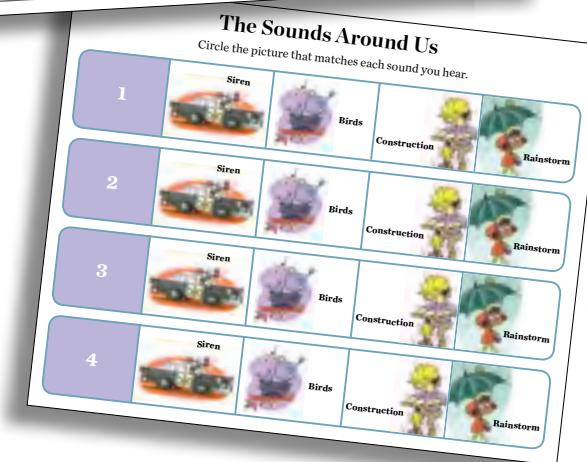 The Sounds Around Us
Circle the picture that matches each sound you hear.
1
Siren
Birds
Construction
Rainstorm
2
Siren
Birds
Construction
Rainstorm
3
Siren
Birds
Construction
Rainstorm
4
Siren
Birds
Construction
Rainstorm